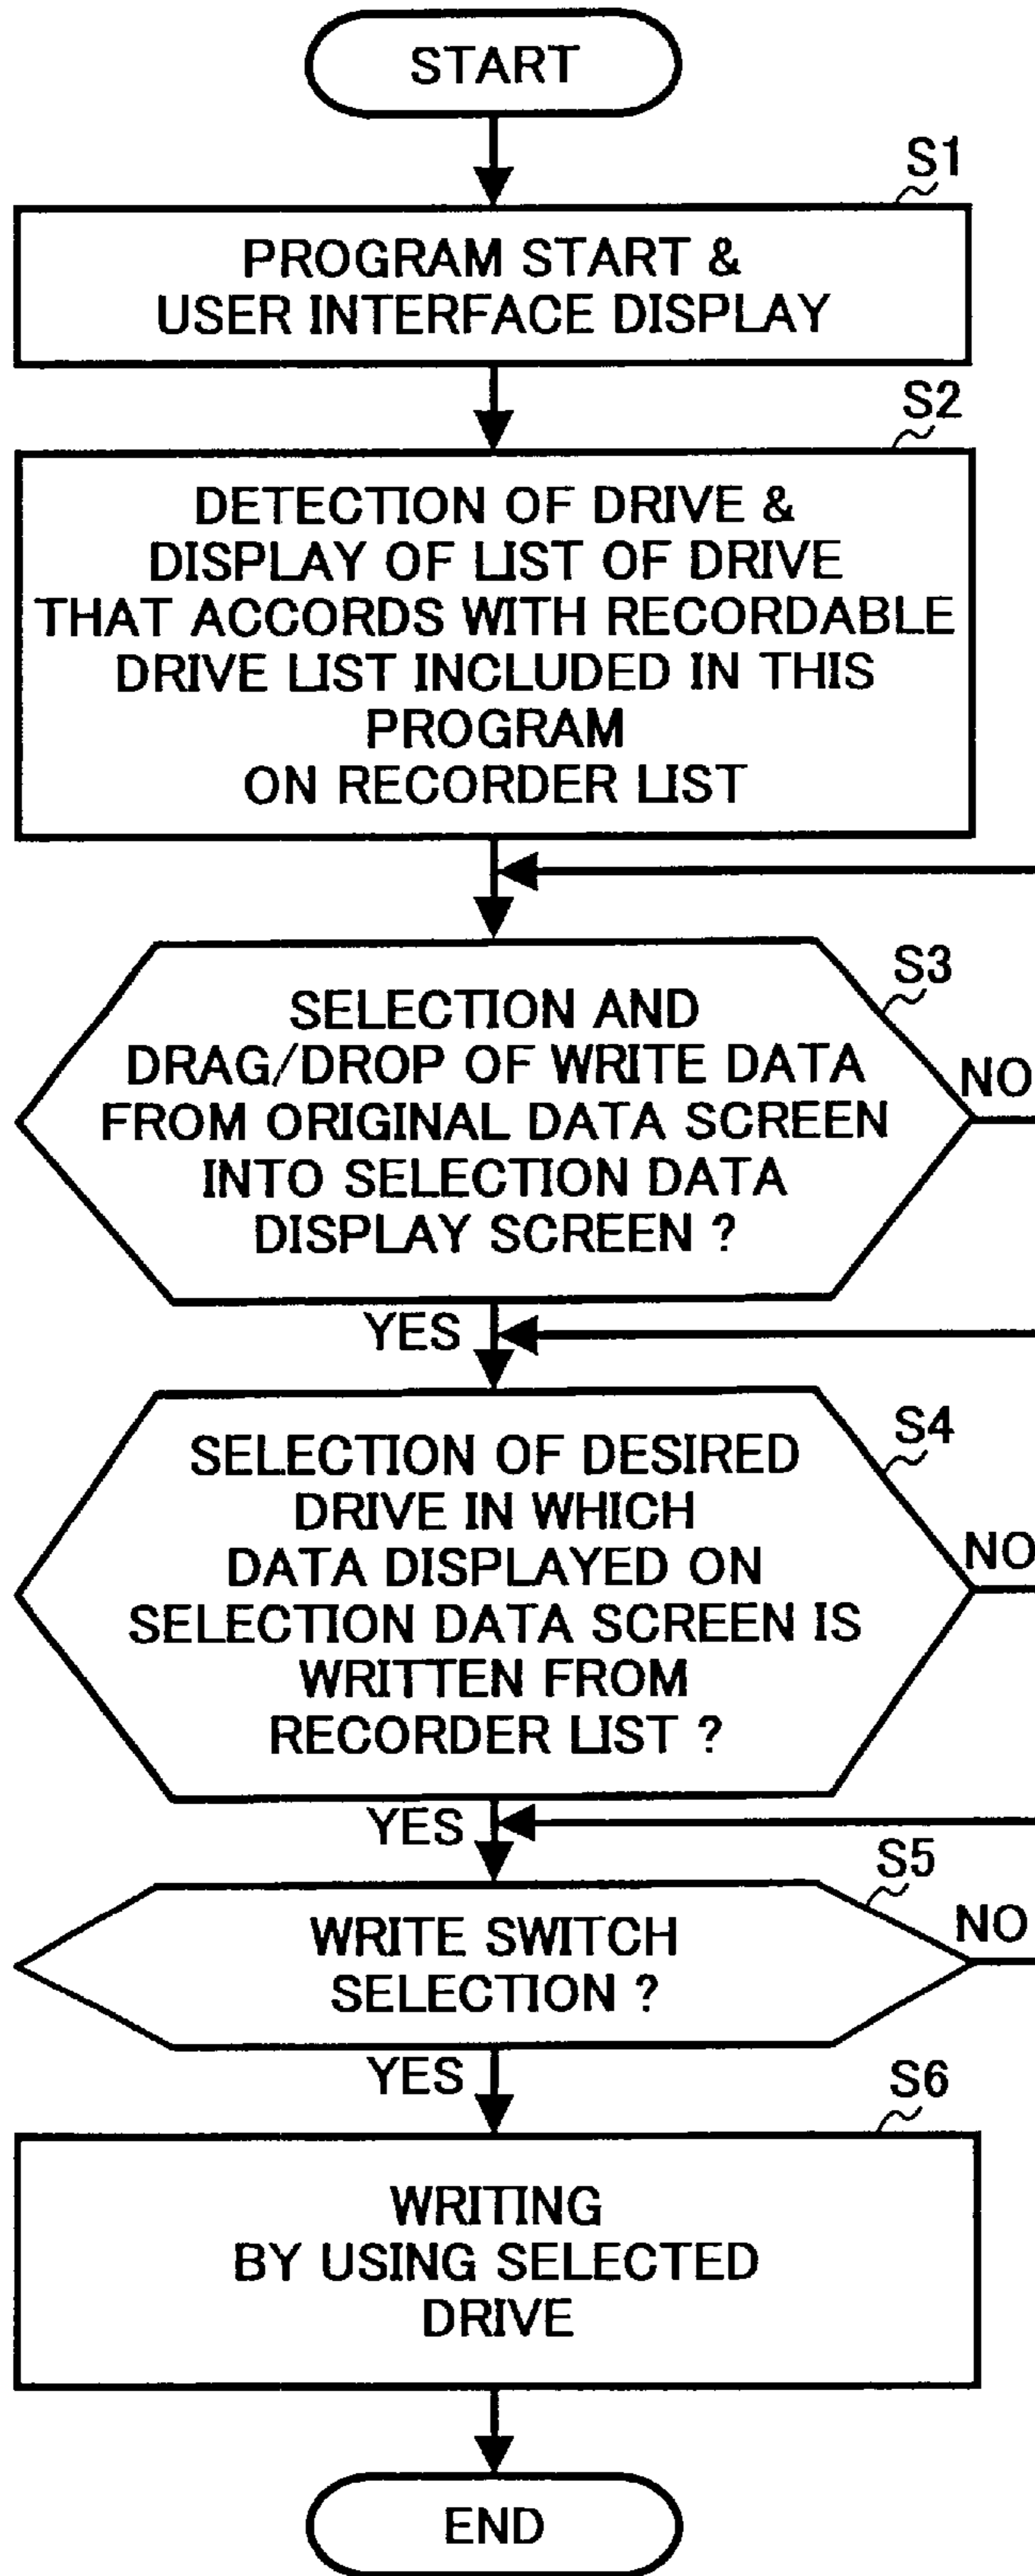 START
S1
PROGRAM START &
USER INTERFACE DISPLAY
S2
DETECTION OF DRIVE &
DISPLAY OF LIST OF DRIVE
THAT ACCORDS WITH RECORDABLE
DRIVE LIST INCLUDED IN THIS
PROGRAM
ON RECORDER LIST
S3
SELECTION AND
DRAG/DROP OF WRITE DATA
FROM ORIGINAL DATA SCREEN
INTO SELECTION DATA
DISPLAY SCREEN ?
NO
YES
S4
SELECTION OF DESIRED
DRIVE IN WHICH
DATA DISPLAYED ON
SELECTION DATA SCREEN IS
WRITTEN FROM
RECORDER LIST ?
NO
YES
S5
WRITE SWITCH
SELECTION ?
NO
YES
S6
WRITING
BY USING SELECTED
DRIVE
END